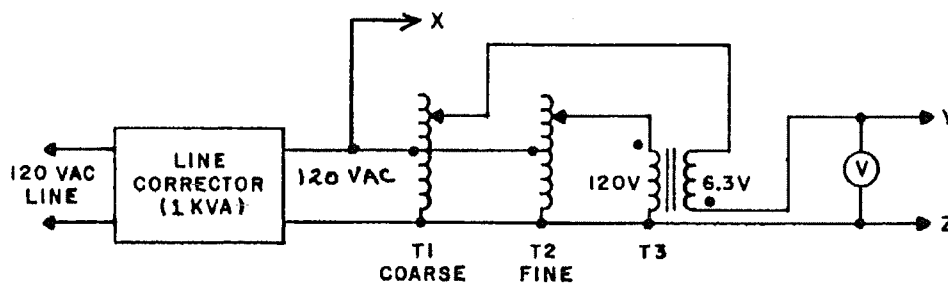 X
120 VAC
LINE
LINE
CORRECTOR
(1 KVA)
120 VAC
T1
COARSE
T2
FINE
120V
6.3V
T3
V
Y
Z